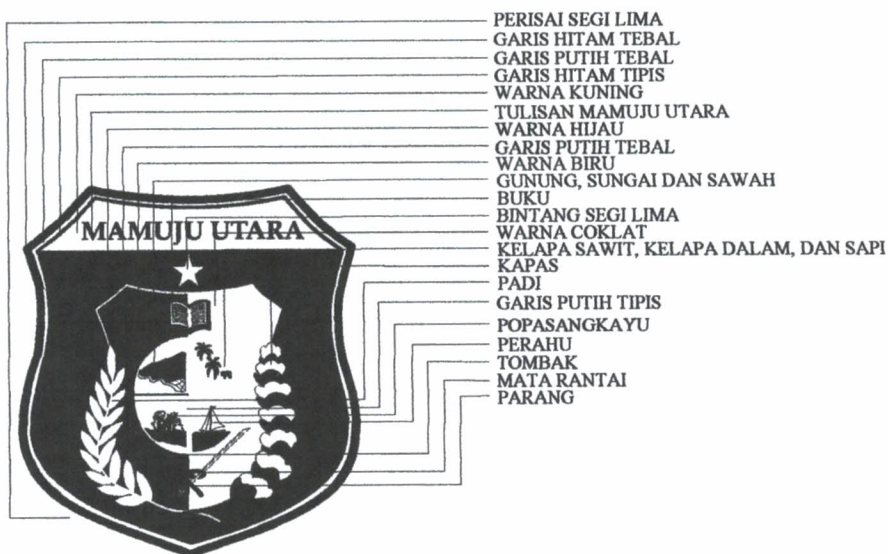 PERISAI SEGI LIMA
GARIS HITAM TEBAL
GARIS PUTIH TEBAL
GARIS HITAM TIPIS
WARNA KUNING
TULISAN MAMUJU UTARA
WARNA HIJAU
GARIS PUTIH TEBAL
WARNA BIRU
GUNUNG, SUNGAI DAN SAWAH
BUKU
BINTANG SEGI LIMA
WARNA COKLAT
KELAPA SAWIT, KELAPA DALAM, DAN SAPI
KAPAS
PADI
GARIS PUTIH TIPIS
POPASANGKAYU
PERAHU
TOMBAK
MATA RANTAI
PARANG
MAMUJU UTARA